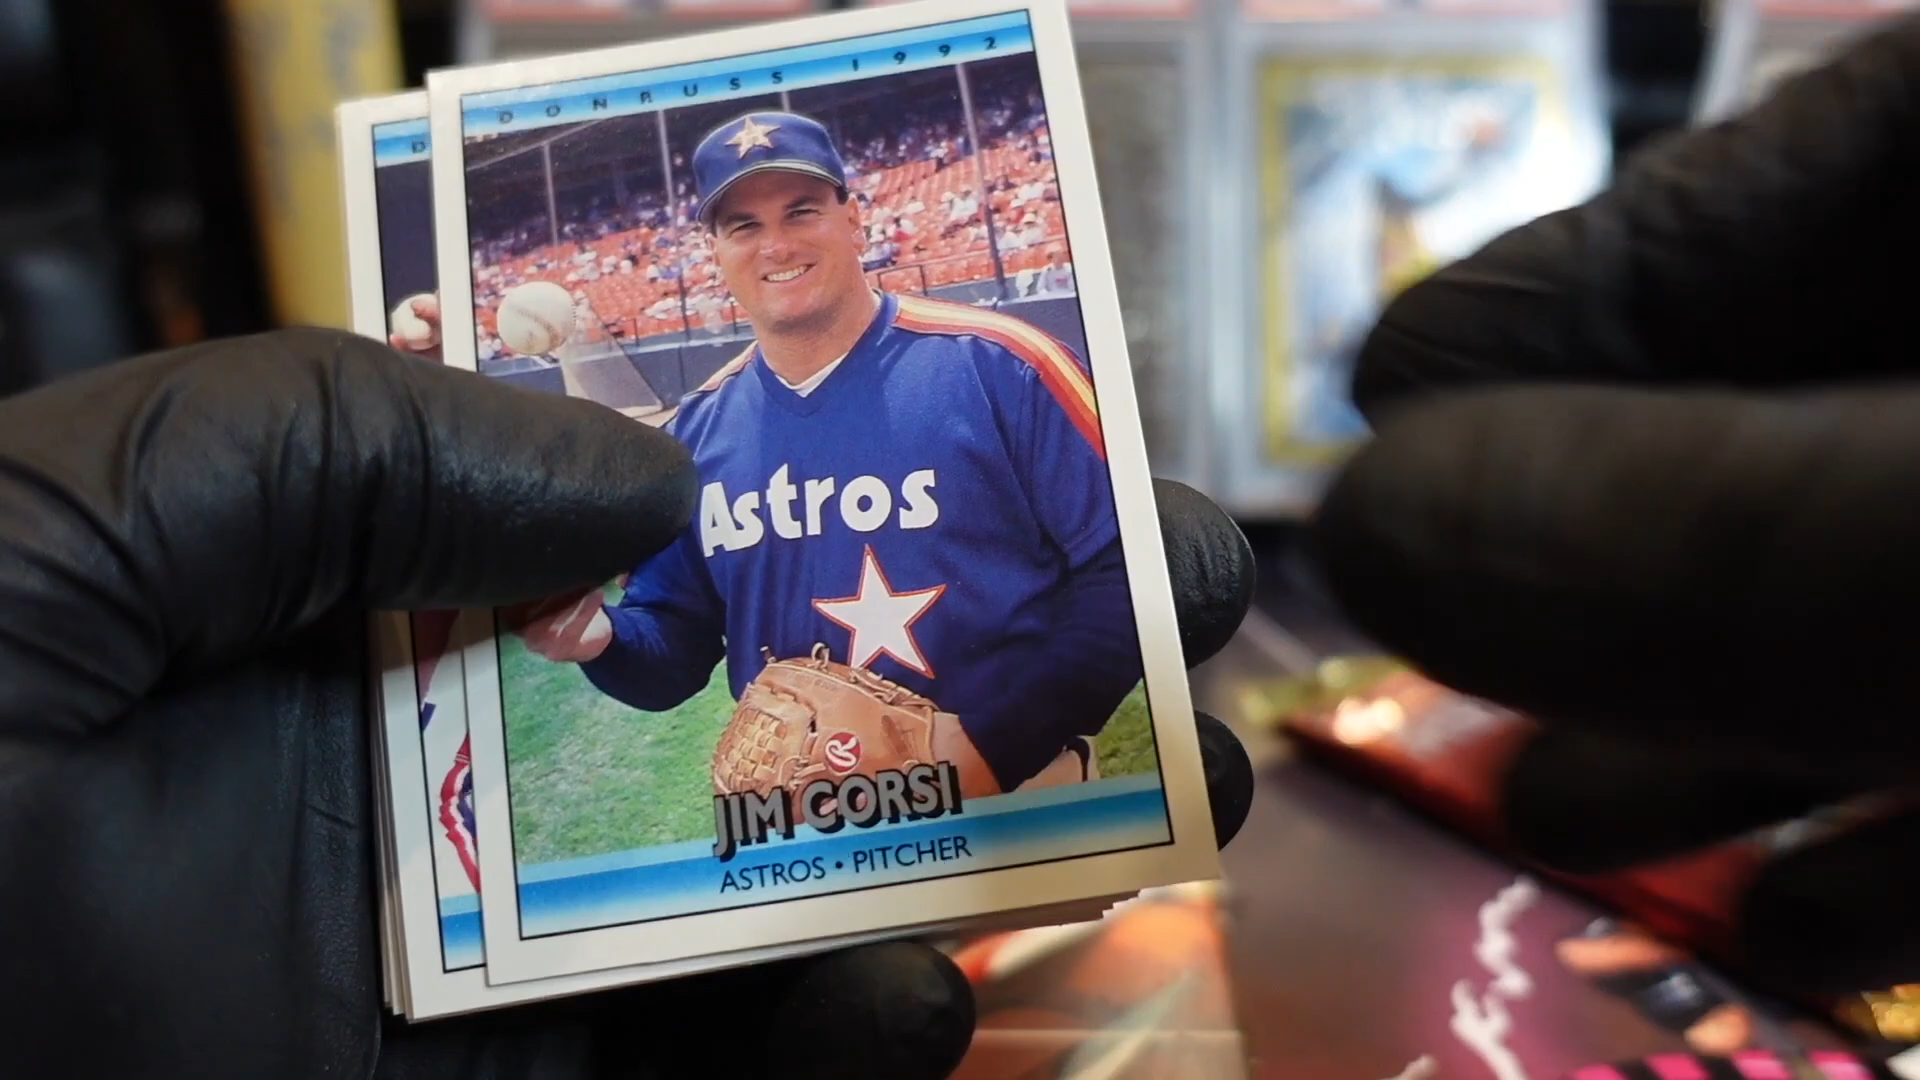 DONRUSS 1992
D
Astros
R
JIM CORSI
ASTROS • PITCHER